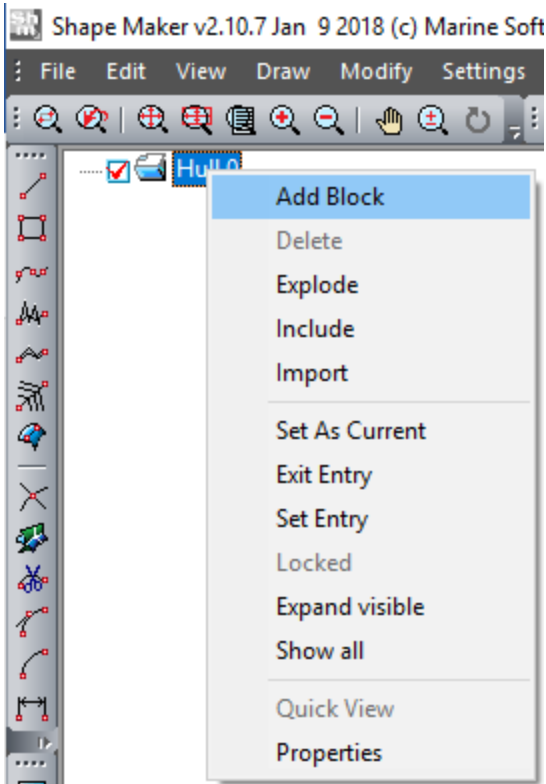 Shape Maker v2.10.7 Jan 9 2018 (c) Marine Soft
File Edit View Draw Modify Settings
Hull 0
Add Block
Delete
Explode
Include
Import
Set As Current
Exit Entry
Set Entry
Locked
Expand visible
Show all
Quick View
Properties